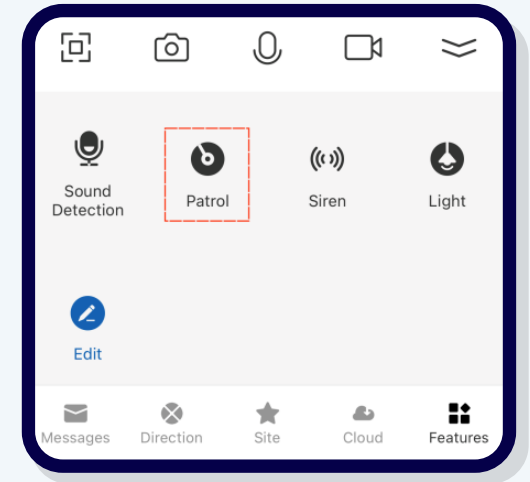 Sound
Detection
Patrol
Siren
Light
Edit
Messages
Direction
Site
Cloud
Features